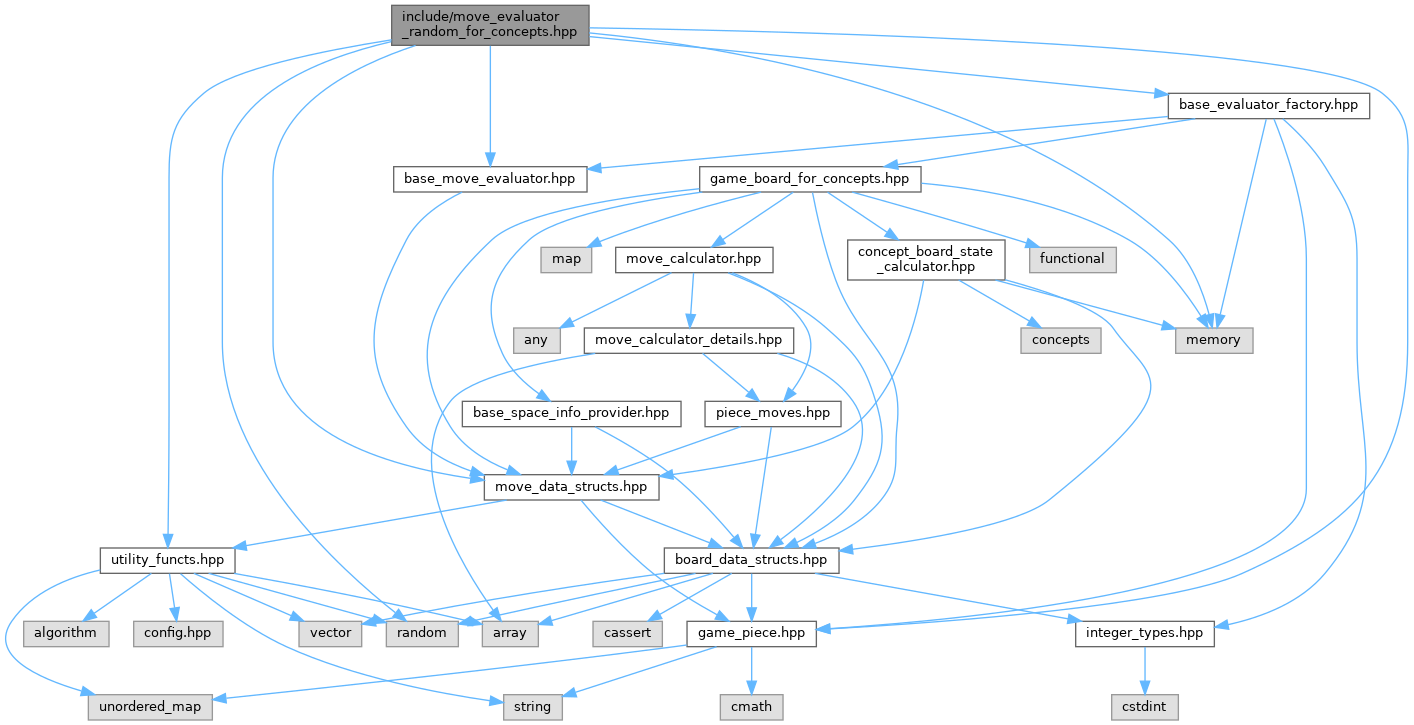 include/move_evaluator
_random_for_concepts.hpp
base_evaluator_factory.hpp
base_move_evaluator.hpp
game_board_for_concepts.hpp
map
move_calculator.hpp
concept_board_state
_calculator.hpp
functional
any
move_calculator_details.hpp
concepts
memory
base_space_info_provider.hpp
piece_moves.hpp
move_data_structs.hpp
utility_functs.hpp
board_data_structs.hpp
algorithm
config.hpp
vector
random
array
cassert
game_piece.hpp
integer_types.hpp
unordered_map
string
cmath
cstdint